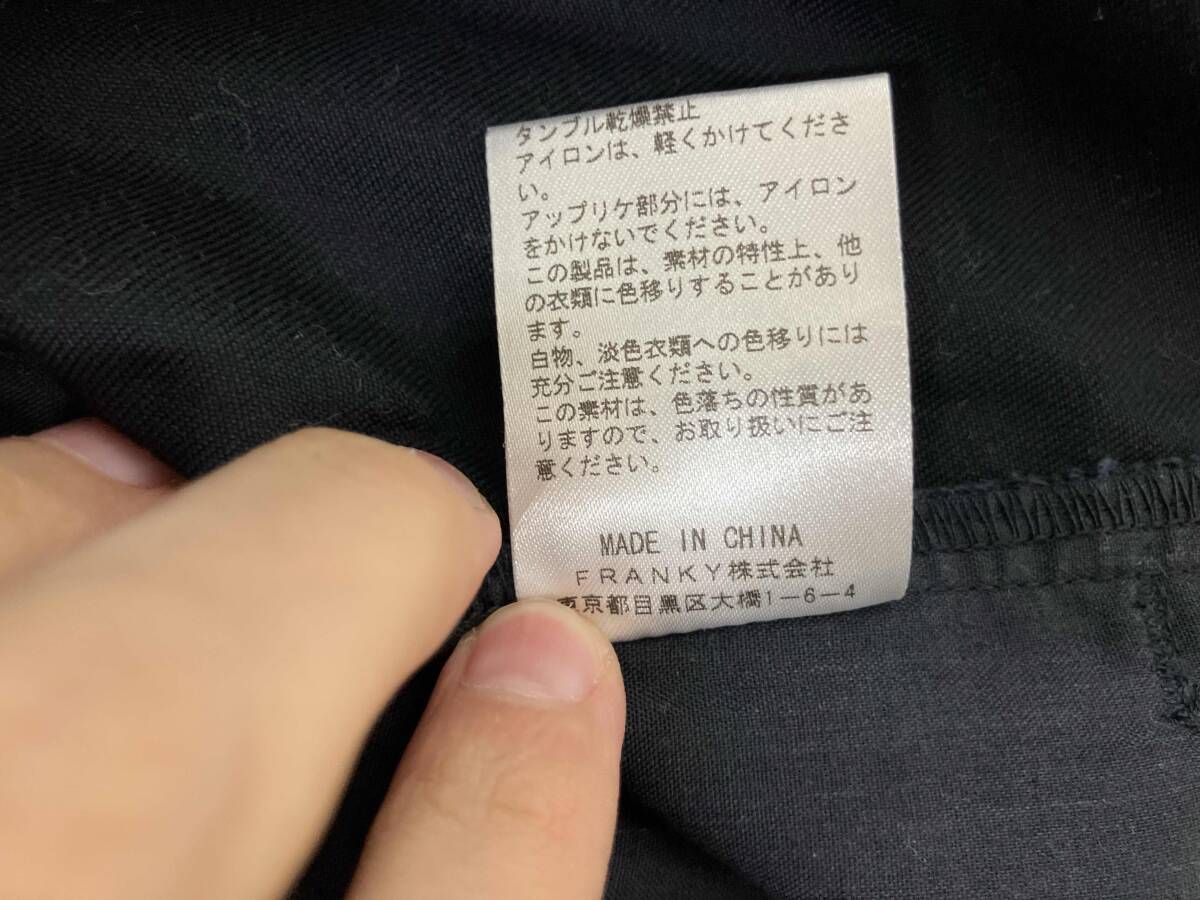 タンブル乾燥禁止
アイロンは、軽くかけてくださ
い。
アップリケ部分には、アイロン
をかけないでください。
この製品は、素材の特性上、他
の衣類に色移りすることがあり
ます。
白物、淡色衣類への色移りには
充分ご注意ください。
この素材は、色落ちの性質があ
りますので、お取り扱いにご注
意ください。
MADE IN CHINA
FRANKY株式会社
東京都目黒区大橋1-6-4